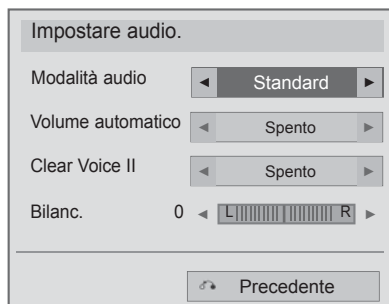 Impostare audio.
Modalità audio ◄ Standard ►
Volume automatico ◄ Spento ►
Clear Voice II ◄ Spento ►
Bilanc. 0 ◄ L R ►
Precedente